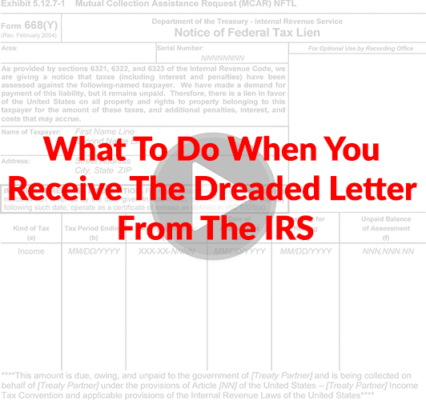 Exhibit 5.12.7-1 Mutual Collection Assistance Request (MCAR) NFTL
Form 668(Y)
(Rev. February 2004)
Department of the Treasury - Internal Revenue Service
Notice of Federal Tax Lien
Area:
Serial Number:
NNNNNNNN
For Optional Use by Recording Office
As provided by sections 6321, 6322, and 6323 of the Internal Revenue Code, we
are giving a notice that taxes (including interest and penalties) have been
assessed against the following-named taxpayer. We have made a demand for
payment of this liability, but it remains unpaid. Therefore, there is a lien in favor
of the United States on all property and rights to property belonging to this
taxpayer for the amount of these taxes, and additional penalties, interest, and
costs that may accrue.
Name of Taxpayer:
First Name Line
What To Do When You
Address:
City, State ZIP
Receive The Dreaded Letter
following such date, operate as a certificate
From The IRS
Kind of Tax
(a)
Tax Period Ended
(b)
Unpaid Balance
of Assessment
(f)
Income
MM/DD/YYYY
XXX-XX-
MM/DD/YYYY
MM/DD/YYYY
NNN,NNN.NN
****This amount is due, owing, and unpaid to the government of [Treaty Partner] and is being collected on
behalf of [Treaty Partner] under the provisions of Article [NN] of the United States – [Treaty Partner] Income
Tax Convention and applicable provisions of the Internal Revenue Laws of the United States****